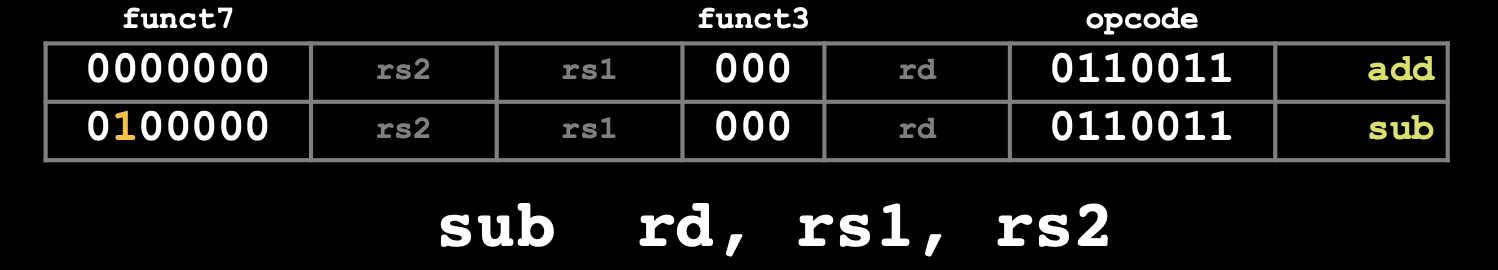 funct7 funct3 opcode
0000000 rs2 rs1 000 rd 0110011 add
0100000 rs2 rs1 000 rd 0110011 sub
sub rd, rs1, rs2